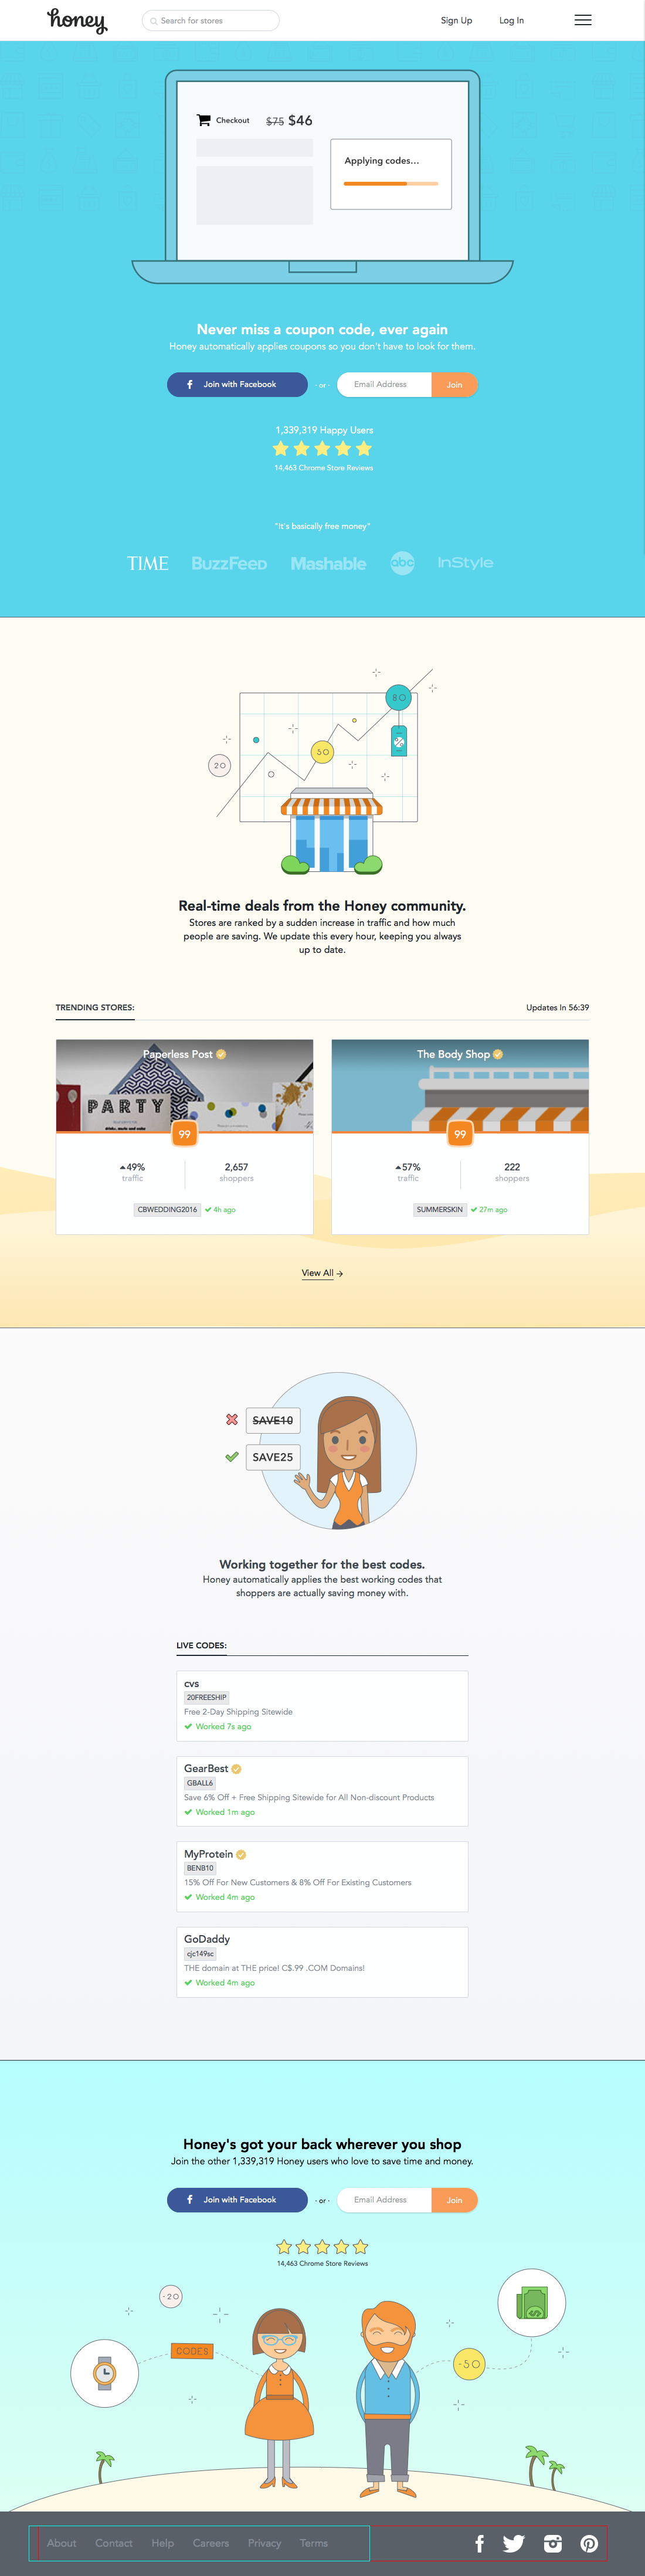 honey
Search for stores
Sign Up
Log In
Checkout $75 $46
Applying codes...
Never miss a coupon code, ever again
Honey automatically applies coupons so you don't have to look for them.
Join with Facebook
- or -
Email Address
Join
1,339,319 Happy Users
14,463 Chrome Store Reviews
"It's basically free money"
TIME BuzzFeed Mashable abc InStyle
80
50
20
Real-time deals from the Honey community.
Stores are ranked by a sudden increase in traffic and how much
people are saving. We update this every hour, keeping you always
up to date.
TRENDING STORES:
Updates In 56:39
Paperless Post
PARTY
99
49%
traffic
2,657
shoppers
CBWEDDING2016
4h ago
The Body Shop
99
57%
traffic
222
shoppers
SUMMERSKIN
27m ago
View All
SAVE10
SAVE25
Working together for the best codes.
Honey automatically applies the best working codes that
shoppers are actually saving money with.
LIVE CODES:
CVS
20FREESHIP
Free 2-Day Shipping Sitewide
Worked 7s ago
GearBest
GBALL6
Save 6% Off + Free Shipping Sitewide for All Non-discount Products
Worked 1m ago
MyProtein
BENB10
15% Off For New Customers & 8% Off For Existing Customers
Worked 4m ago
GoDaddy
cjc149sc
THE domain at THE price! C$.99 .COM Domains!
Worked 4m ago
Honey's got your back wherever you shop
Join the other 1,339,319 Honey users who love to save time and money.
Join with Facebook
- or -
Email Address
Join
14,463 Chrome Store Reviews
-20
CODES
-50
About Contact Help Careers Privacy Terms